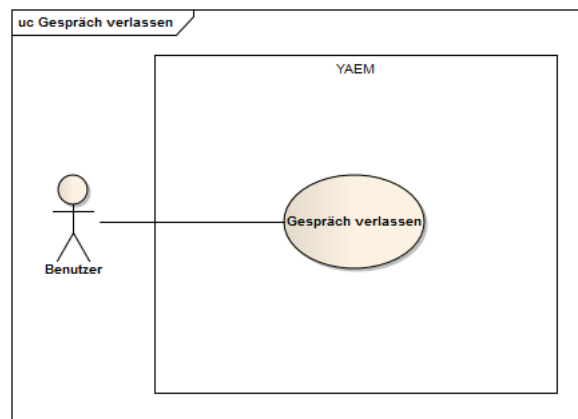 uc Gespräch verlassen
YAEM
Gespräch verlassen
Benutzer